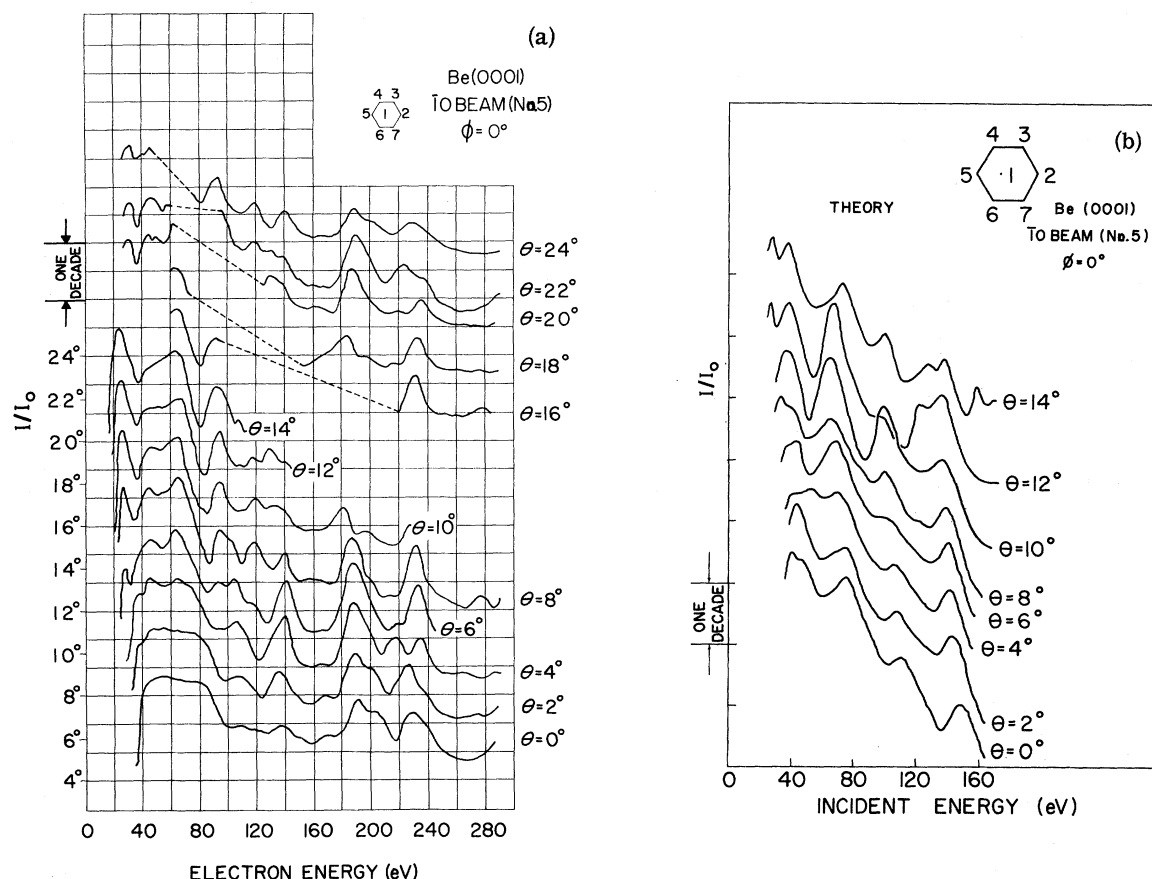 (a)
4 3
5 1 2
6 7
Be(0001)
1̄0 BEAM (No.5)
ϕ=0°
ONE DECADE
θ=24°
θ=22°
θ=20°
θ=18°
θ=16°
θ=14°
θ=12°
θ=10°
θ=8°
θ=6°
θ=4°
θ=2°
θ=0°
I/I₀
24°
22°
20°
18°
16°
14°
12°
10°
8°
6°
4°
0 40 80 120 160 200 240 280
ELECTRON ENERGY (eV)
(b)
4 3
5 1 2
6 7
THEORY
Be (0001)
1̄0 BEAM (No.5)
ϕ=0°
I/I₀
ONE DECADE
θ=14°
θ=12°
θ=10°
θ=8°
θ=6°
θ=4°
θ=2°
θ=0°
0 40 80 120 160
INCIDENT ENERGY (eV)